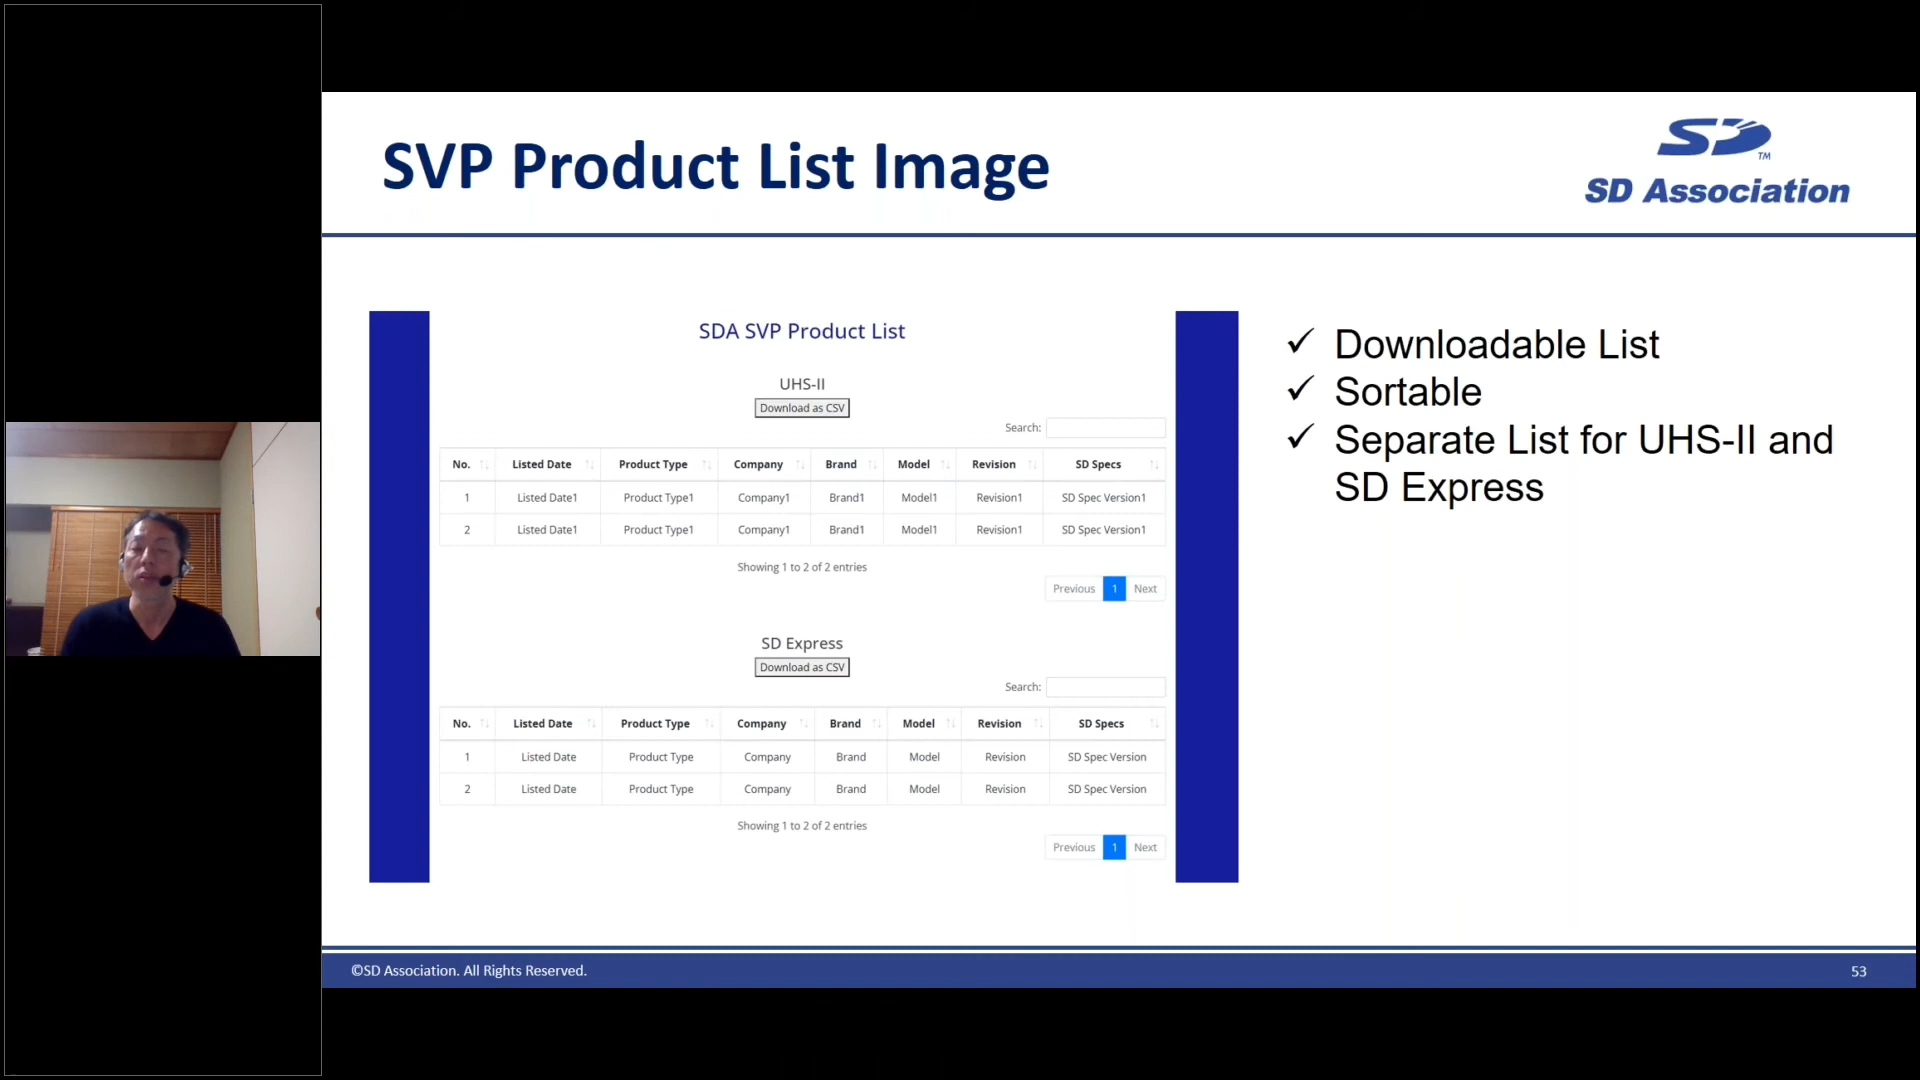 SVP Product List Image
SD TM
SD Association
SDA SVP Product List
UHS-II
Download as CSV
Search:
No. Listed Date Product Type Company Brand Model Revision SD Specs
1 Listed Date1 Product Type1 Company1 Brand1 Model1 Revision1 SD Spec Version1
2 Listed Date1 Product Type1 Company1 Brand1 Model1 Revision1 SD Spec Version1
Showing 1 to 2 of 2 entries
Previous 1 Next
SD Express
Download as CSV
Search:
No. Listed Date Product Type Company Brand Model Revision SD Specs
1 Listed Date Product Type Company Brand Model Revision SD Spec Version
2 Listed Date Product Type Company Brand Model Revision SD Spec Version
Showing 1 to 2 of 2 entries
Previous 1 Next
✓ Downloadable List
✓ Sortable
✓ Separate List for UHS-II and
SD Express
©SD Association. All Rights Reserved.
53